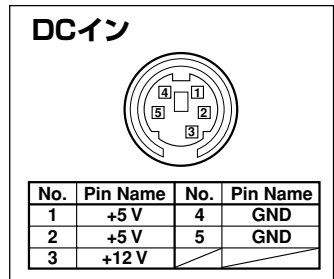 DCイン
4 1
5 2
3
No. Pin Name No. Pin Name
1 +5 V 4 GND
2 +5 V 5 GND
3 +12 V